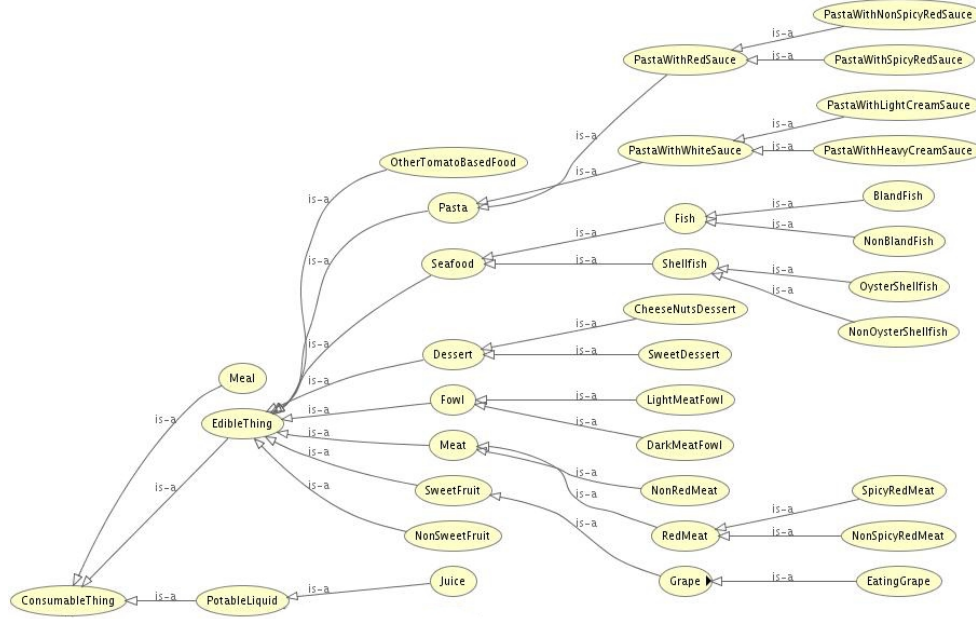 PastaWithNonSpicyRedSauce
is-a
PastaWithRedSauce
is-a
PastaWithSpicyRedSauce
PastaWithLightCreamSauce
is-a
is-a
PastaWithWhiteSauce
is-a
PastaWithHeavyCreamSauce
OtherTomatoBasedFood
is-a
is-a
Pasta
BlandFish
is-a
Fish
is-a
is-a
NonBlandFish
is-a
Seafood
is-a
Shellfish
is-a
OysterShellfish
is-a
CheeseNutsDessert
is-a
NonOysterShellfish
is-a
Dessert
is-a
SweetDessert
Meal
is-a
Fowl
is-a
LightMeatFowl
is-a
is-a
EdibleThing
is-a
Meat
is-a
DarkMeatFowl
is-a
is-a
SweetFruit
is-a
NonRedMeat
SpicyRedMeat
is-a
is-a
is-a
NonSweetFruit
RedMeat
is-a
NonSpicyRedMeat
Juice
is-a
Grape
is-a
EatingGrape
ConsumableThing
is-a
PotableLiquid